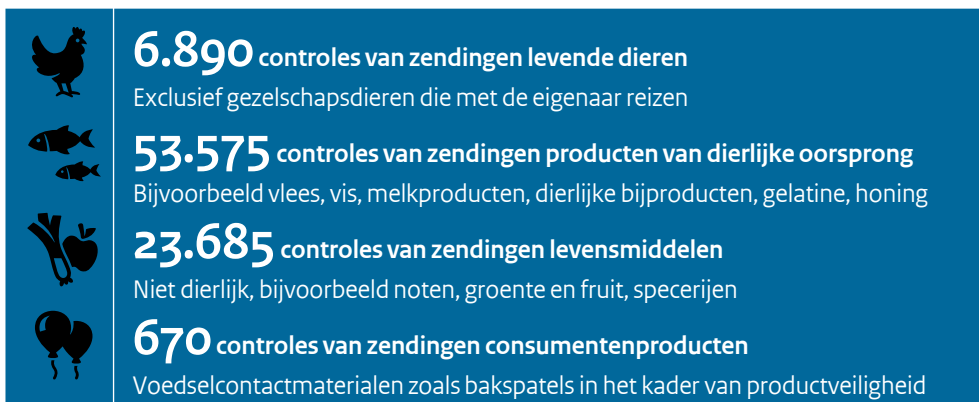 6.890 controles van zendingen levende dieren
Exclusief gezelschapsdieren die met de eigenaar reizen
53.575 controles van zendingen producten van dierlijke oorsprong
Bijvoorbeeld vlees, vis, melkproducten, dierlijke bijproducten, gelatine, honing
23.685 controles van zendingen levensmiddelen
Niet dierlijk, bijvoorbeeld noten, groente en fruit, specerijen
670 controles van zendingen consumentenproducten
Voedselcontactmaterialen zoals bakspatels in het kader van productveiligheid